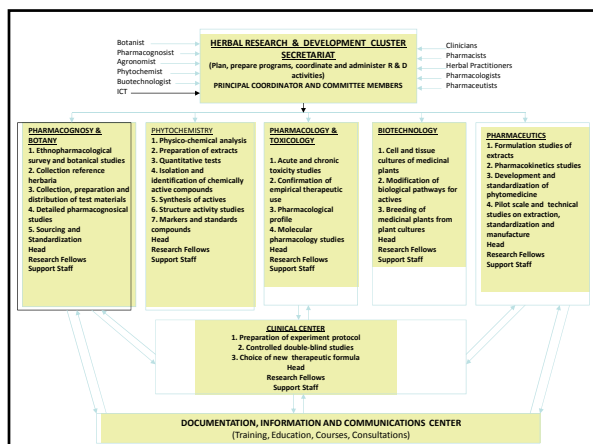 HERBAL RESEARCH & DEVELOPMENT CLUSTER
SECRETARIAT
(Plan, prepare programs, coordinate and administer R & D
activities)
PRINCIPAL COORDINATOR AND COMMITTEE MEMBERS
Botanist
Pharmacognosist
Agronomist
Phytochemist
Buotechnologist
ICT
Clinicians
Pharmacists
Herbal Practitioners
Pharmacologists
Pharmaceutists
PHARMACOGNOSY &
BOTANY
1. Ethnopharmacological
survey and botanical studies
2. Collection reference
herbaria
3. Collection, preparation and
distribution of test materials
4. Detailed pharmacognosical
studies
5. Sourcing and
Standardization
Head
Research Fellows
Support Staff
PHYTOCHEMISTRY
1. Physico-chemical analysis
2. Preparation of extracts
3. Quantitative tests
4. Isolation and
identification of chemically
active compounds
5. Synthesis of actives
6. Structure activity studies
7. Markers and standards
compounds
Head
Research Fellows
Support Staff
PHARMACOLOGY &
TOXICOLOGY
1. Acute and chronic
toxicity studies
2. Confirmation of
empirical therapeutic use
3. Pharmacological
profile
4. Molecular
pharmacology studies
Head
Research Fellows
Support Staff
BIOTECHNOLOGY
1. Cell and tissue
cultures of medicinal
plants
2. Modification of
biological pathways for
actives
3. Breeding of
medicinal plants from
plant cultures
Head
Research Fellows
Support Staff
PHARMACEUTICS
1. Formulation studies of
extracts
2. Pharmacokinetics studies
3. Development and
standardization of
phytomedicine
4. Pilot scale and technical
studies on extraction,
standardization and
manufacture
Head
Research Fellows
Support Staff
CLINICAL CENTER
1. Preparation of experiment protocol
2. Controlled double-blind studies
3. Choice of new therapeutic formula
Head
Research Fellows
Support Staff
DOCUMENTATION, INFORMATION AND COMMUNICATIONS CENTER
(Training, Education, Courses, Consultations)